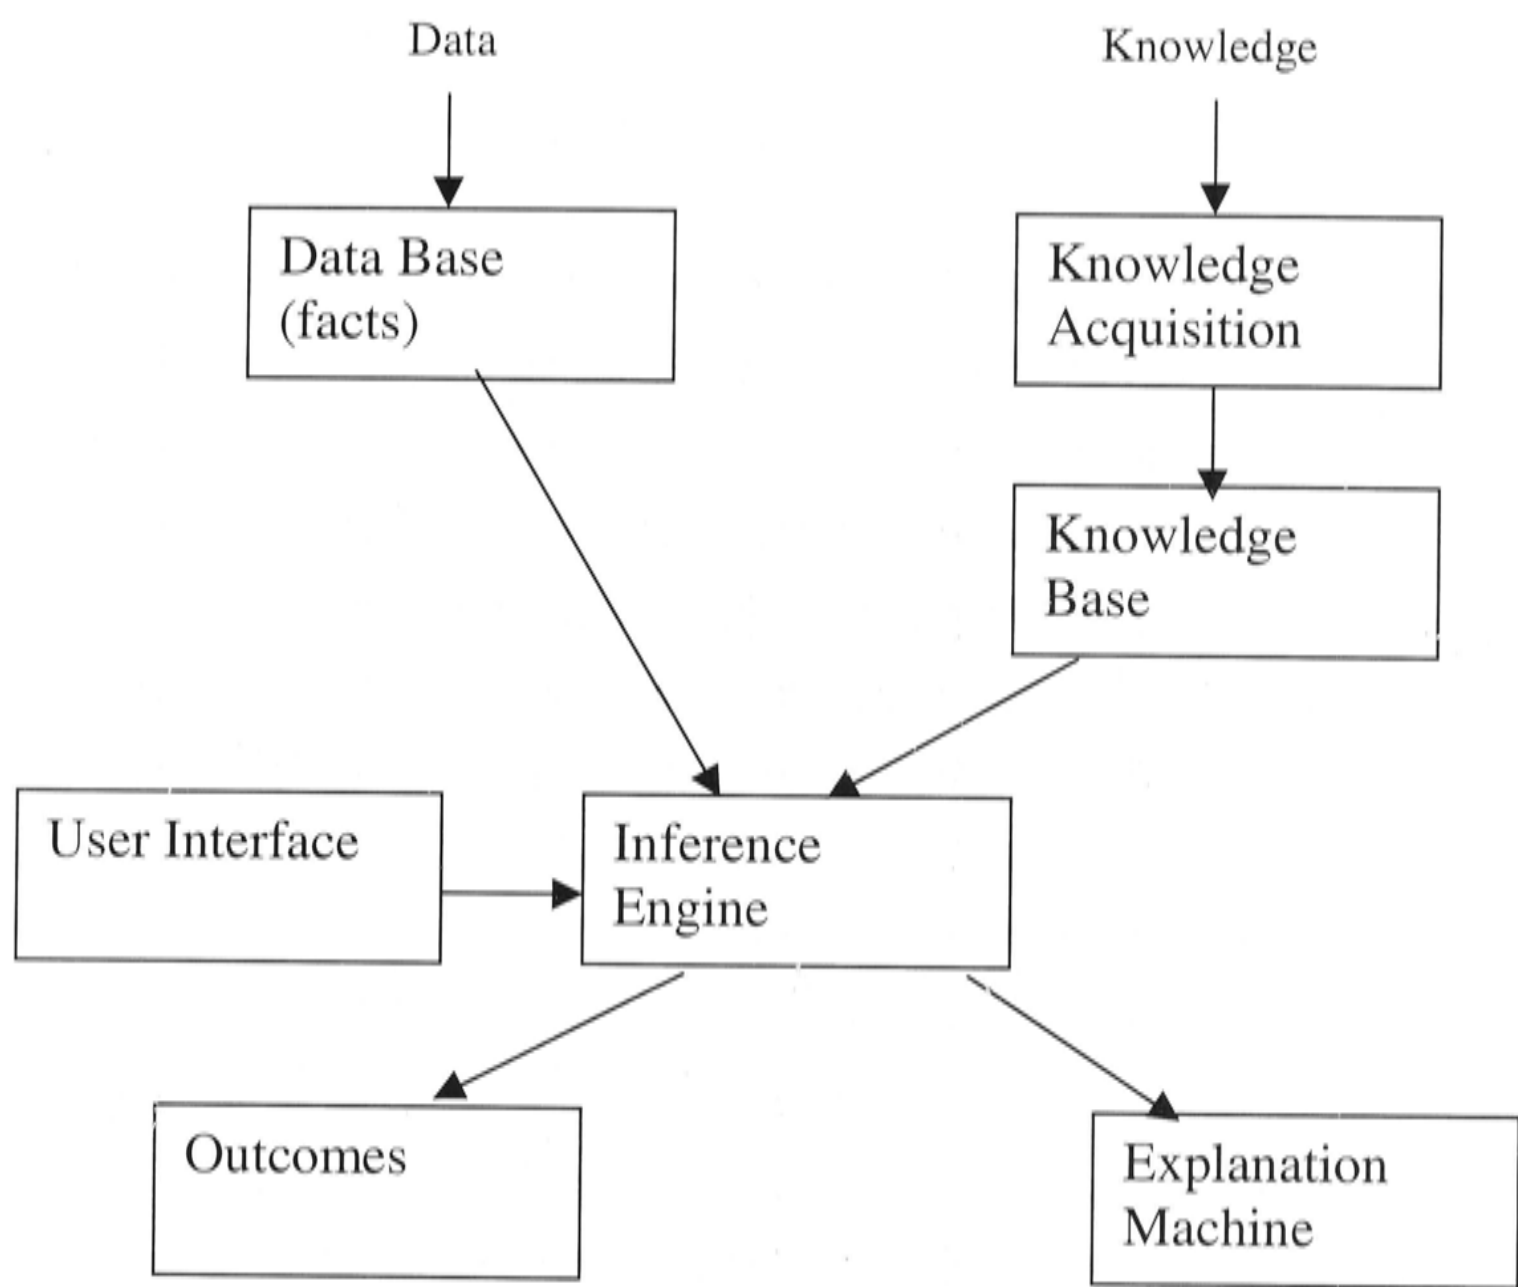 Data
Knowledge
Data Base
(facts)
Knowledge
Acquisition
Knowledge
Base
User Interface
Inference
Engine
Outcomes
Explanation
Machine